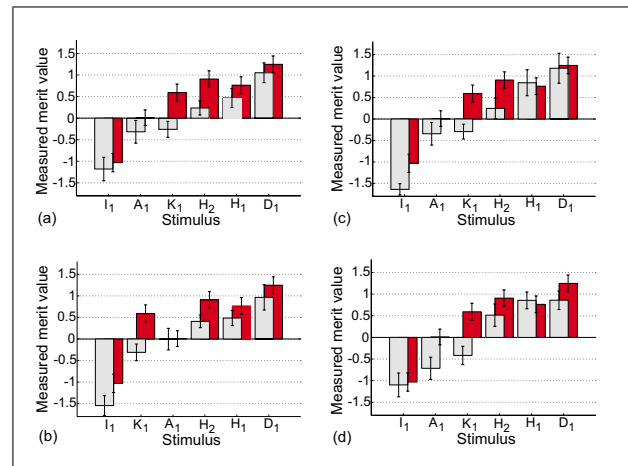 Measured merit value
1.5
1
0.5
0
-0.5
-1
-1.5
I1 A1 K1 H2 H1 D1
Stimulus
(a)
Measured merit value
1.5
1
0.5
0
-0.5
-1
-1.5
I1 A1 K1 H2 H1 D1
Stimulus
(c)
Measured merit value
1.5
1
0.5
0
-0.5
-1
-1.5
I1 K1 A1 H2 H1 D1
Stimulus
(b)
Measured merit value
1.5
1
0.5
0
-0.5
-1
-1.5
I1 A1 K1 H2 H1 D1
Stimulus
(d)